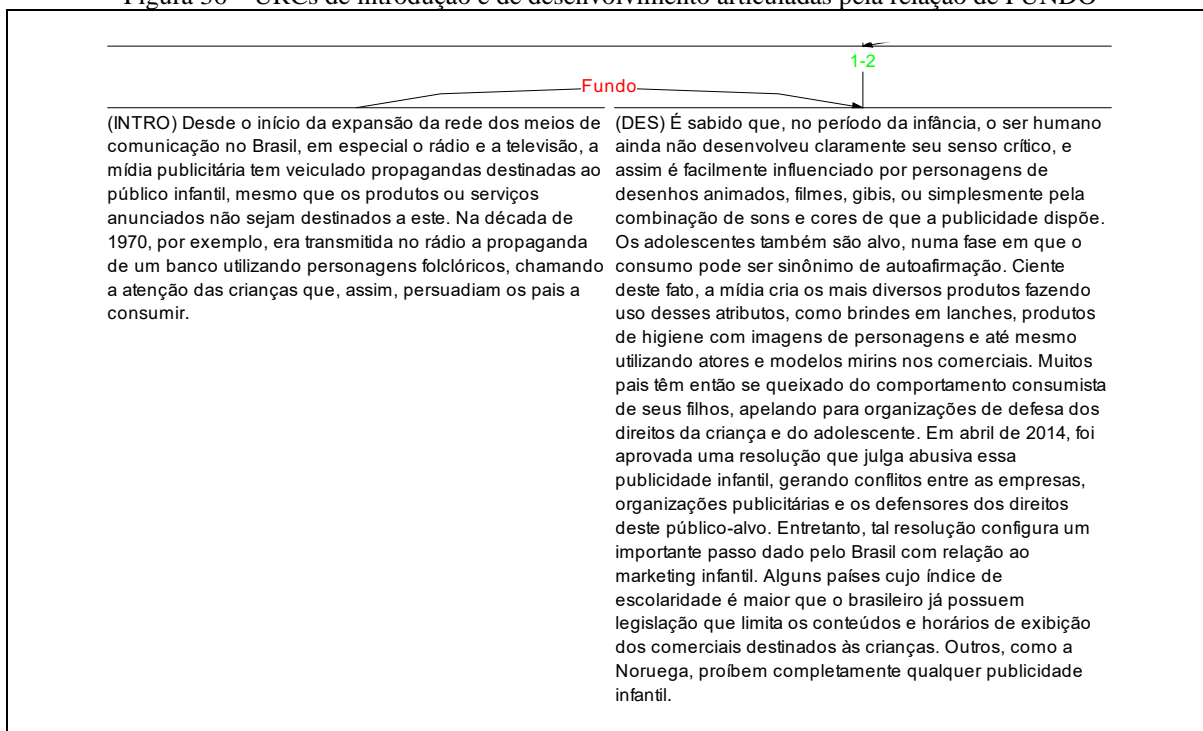 Figura 38 – URCs de introdução e de desenvolvimento articuladas pela relação de FUNDO
1-2
Fundo
(INTRO) Desde o início da expansão da rede dos meios de
comunicação no Brasil, em especial o rádio e a televisão, a
mídia publicitária tem veiculado propagandas destinadas ao
público infantil, mesmo que os produtos ou serviços
anunciados não sejam destinados a este. Na década de
1970, por exemplo, era transmitida no rádio a propaganda
de um banco utilizando personagens folclóricos, chamando
a atenção das crianças que, assim, persuadiam os pais a
consumir.
(DES) É sabido que, no período da infância, o ser humano
ainda não desenvolveu claramente seu senso crítico, e
assim é facilmente influenciado por personagens de
desenhos animados, filmes, gibis, ou simplesmente pela
combinação de sons e cores de que a publicidade dispõe.
Os adolescentes também são alvo, numa fase em que o
consumo pode ser sinônimo de autoafirmação. Ciente
deste fato, a mídia cria os mais diversos produtos fazendo
uso desses atributos, como brindes em lanches, produtos
de higiene com imagens de personagens e até mesmo
utilizando atores e modelos mirins nos comerciais. Muitos
pais têm então se queixado do comportamento consumista
de seus filhos, apelando para organizações de defesa dos
direitos da criança e do adolescente. Em abril de 2014, foi
aprovada uma resolução que julga abusiva essa
publicidade infantil, gerando conflitos entre as empresas,
organizações publicitárias e os defensores dos direitos
deste público-alvo. Entretanto, tal resolução configura um
importante passo dado pelo Brasil com relação ao
marketing infantil. Alguns países cujo índice de
escolaridade é maior que o brasileiro já possuem
legislação que limita os conteúdos e horários de exibição
dos comerciais destinados às crianças. Outros, como a
Noruega, proíbem completamente qualquer publicidade
infantil.